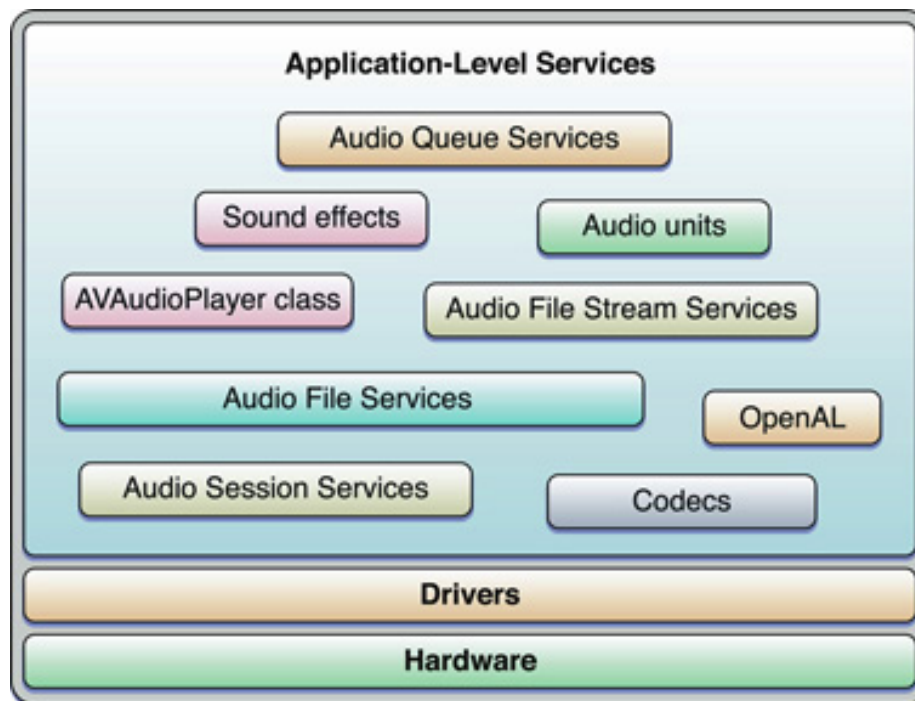 Application-Level Services
Audio Queue Services
Sound effects
Audio units
AVAudioPlayer class
Audio File Stream Services
Audio File Services
OpenAL
Audio Session Services
Codecs
Drivers
Hardware